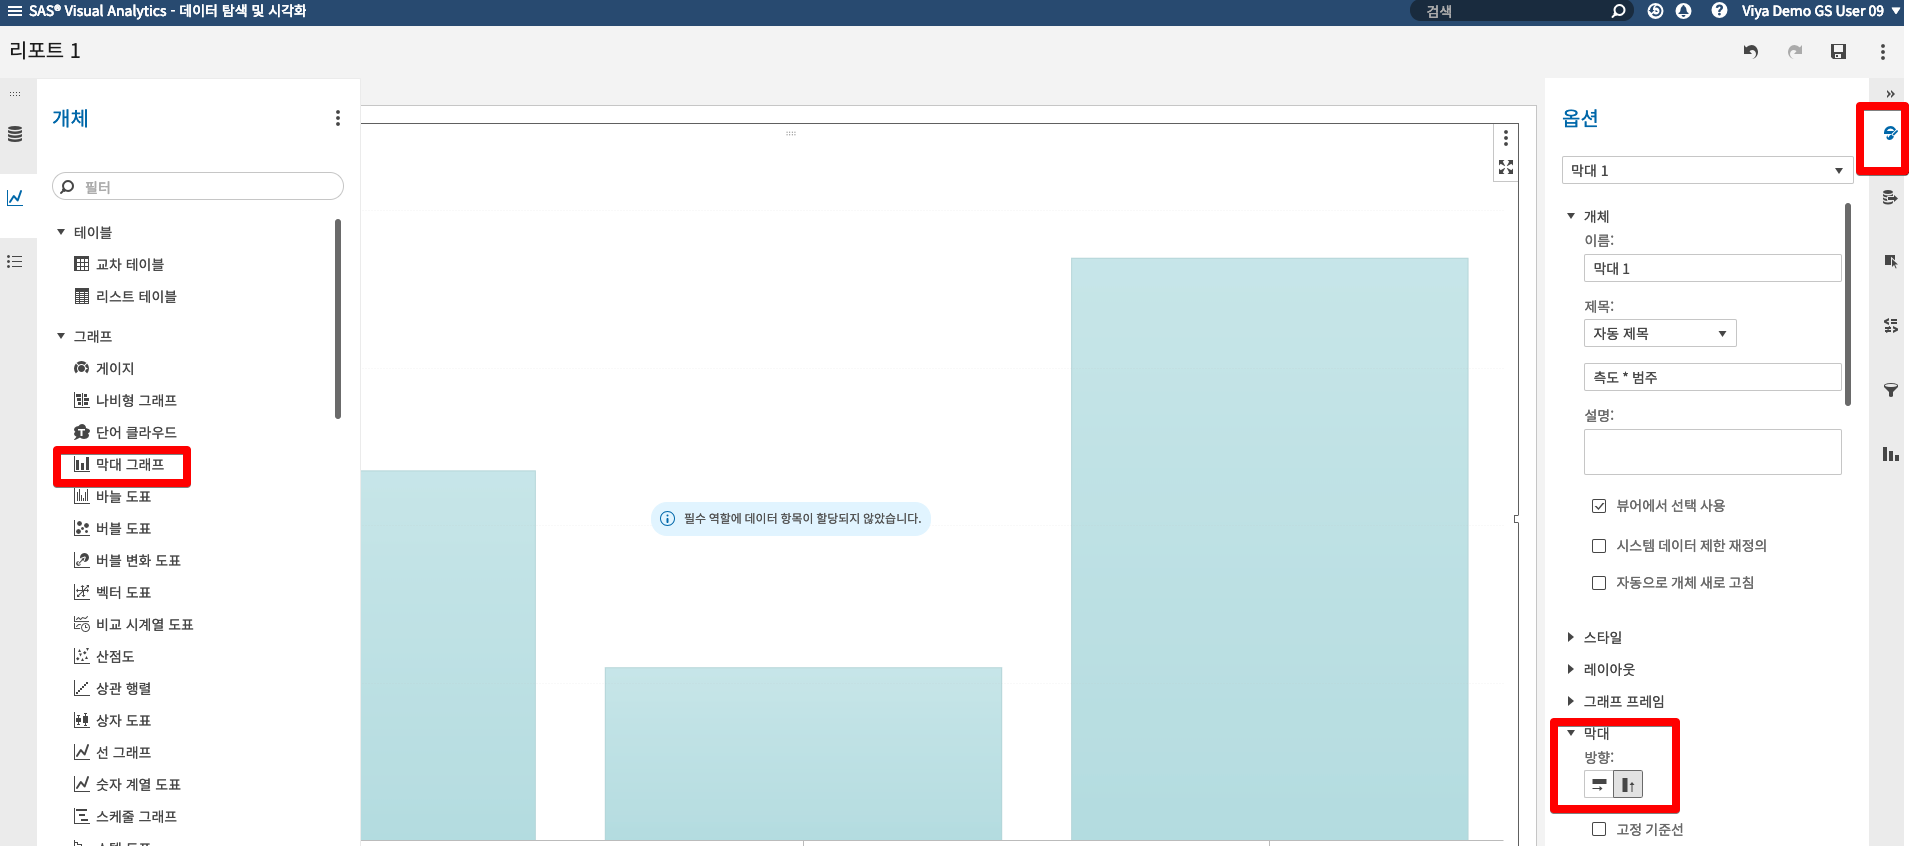 SAS® Visual Analytics - 데이터 탐색 및 시각화
검색
Viya Demo GS User 09
리포트 1
개체
필터
테이블
교차 테이블
리스트 테이블
그래프
게이지
나비형 그래프
단어 클라우드
막대 그래프
바늘 도표
버블 도표
버블 변화 도표
벡터 도표
비교 시계열 도표
산점도
상관 행렬
상자 도표
선 그래프
숫자 계열 도표
스케줄 그래프
필수 역할에 데이터 항목이 할당되지 않았습니다.
옵션
막대 1
개체
이름:
막대 1
제목:
자동 제목
측도 * 범주
설명:
뷰어에서 선택 사용
시스템 데이터 제한 재정의
자동으로 개체 새로 고침
스타일
레이아웃
그래프 프레임
막대
방향:
고정 기준선